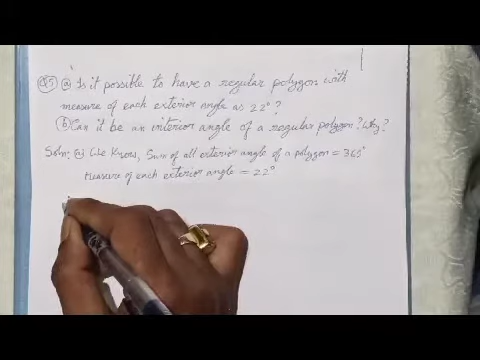 Q5 (a) Is it possible to have a regular polygon with
measure of each exterior angle as 22°?
(b) Can it be an interior angle of a regular polygon? Why?
Soln: (a) We know, Sum of all exterior angle of a polygon = 360°
Measure of each exterior angle = 22°